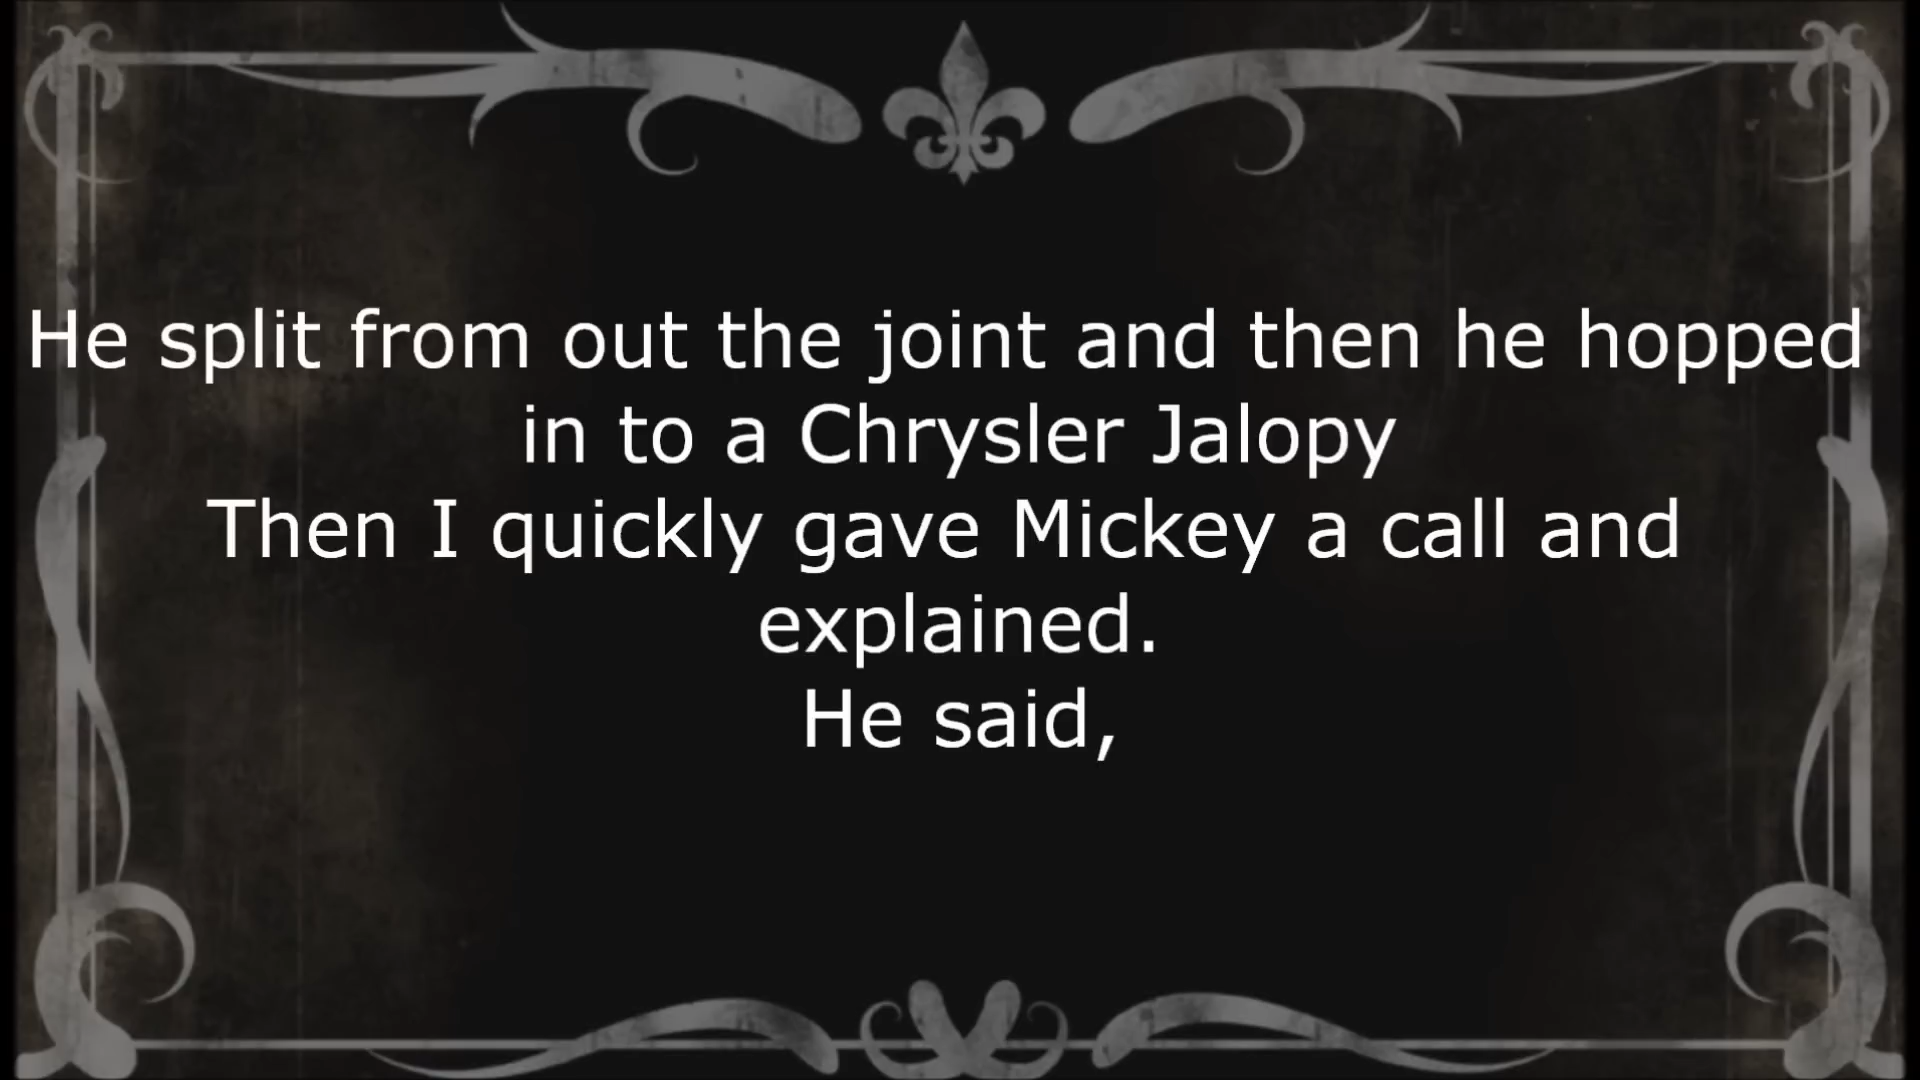 He split from out the joint and then he hopped
in to a Chrysler Jalopy
Then I quickly gave Mickey a call and
explained.
He said,